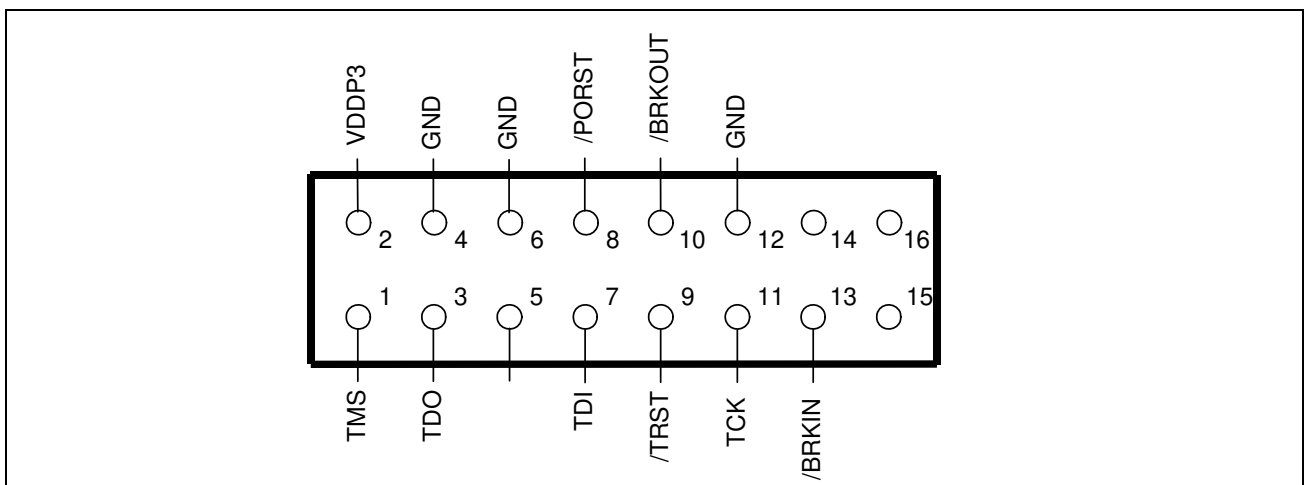 VDDP3 GND GND /PORST /BRKOUT GND
2 4 6 8 10 12 14 16
1 3 5 7 9 11 13 15
TMS TDO TDI /TRST TCK /BRKIN